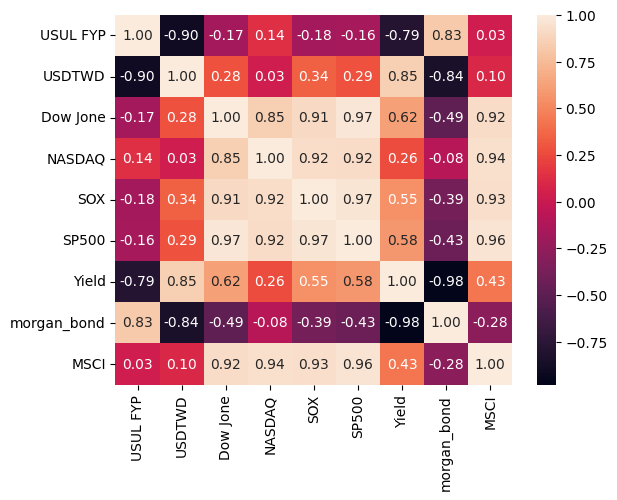 USUL FYP 1.00 -0.90 -0.17 0.14 -0.18 -0.16 -0.79 0.83 0.03
USDTWD -0.90 1.00 0.28 0.03 0.34 0.29 0.85 -0.84 0.10
Dow Jone -0.17 0.28 1.00 0.85 0.91 0.97 0.62 -0.49 0.92
NASDAQ 0.14 0.03 0.85 1.00 0.92 0.92 0.26 -0.08 0.94
SOX -0.18 0.34 0.91 0.92 1.00 0.97 0.55 -0.39 0.93
SP500 -0.16 0.29 0.97 0.92 0.97 1.00 0.58 -0.43 0.96
Yield -0.79 0.85 0.62 0.26 0.55 0.58 1.00 -0.98 0.43
morgan_bond 0.83 -0.84 -0.49 -0.08 -0.39 -0.43 -0.98 1.00 -0.28
MSCI 0.03 0.10 0.92 0.94 0.93 0.96 0.43 -0.28 1.00
USUL FYP
USDTWD
Dow Jone
NASDAQ
SOX
SP500
Yield
morgan_bond
MSCI
1.00
0.75
0.50
0.25
0.00
−0.25
−0.50
−0.75